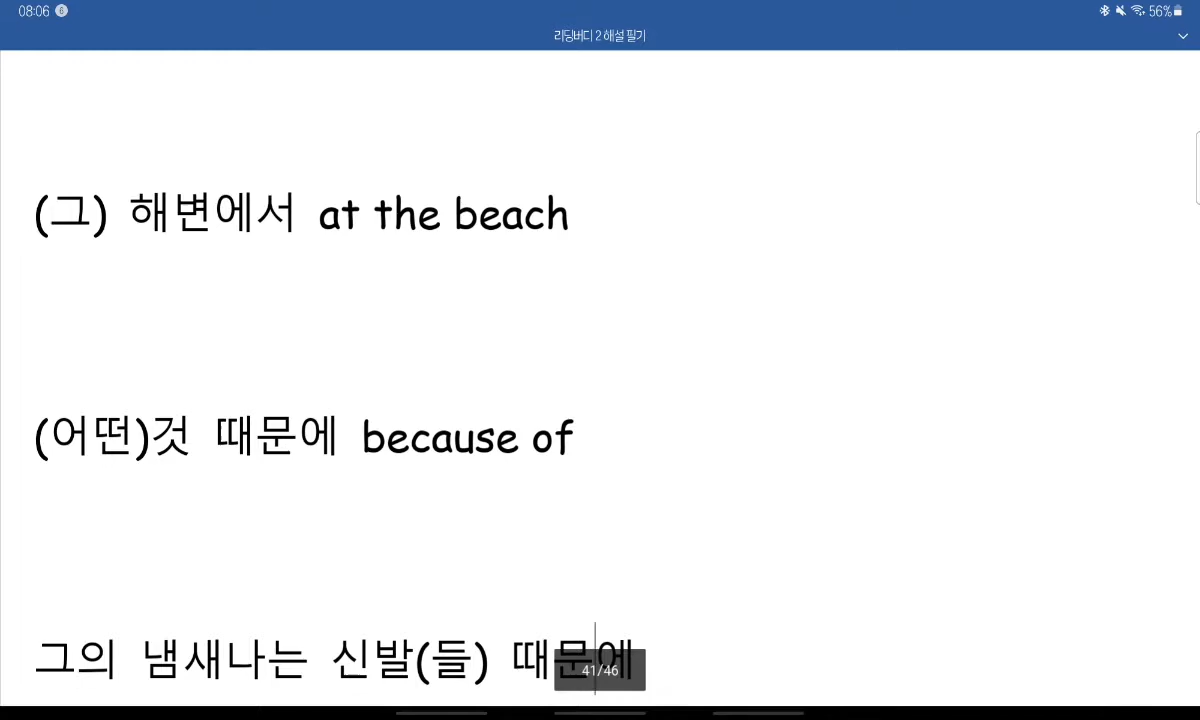 08:06 6 56%
리딩버디 2 해설 필기
(그) 해변에서 at the beach
(어떤)것 때문에 because of
그의 냄새나는 신발(들) 때문에
41/46